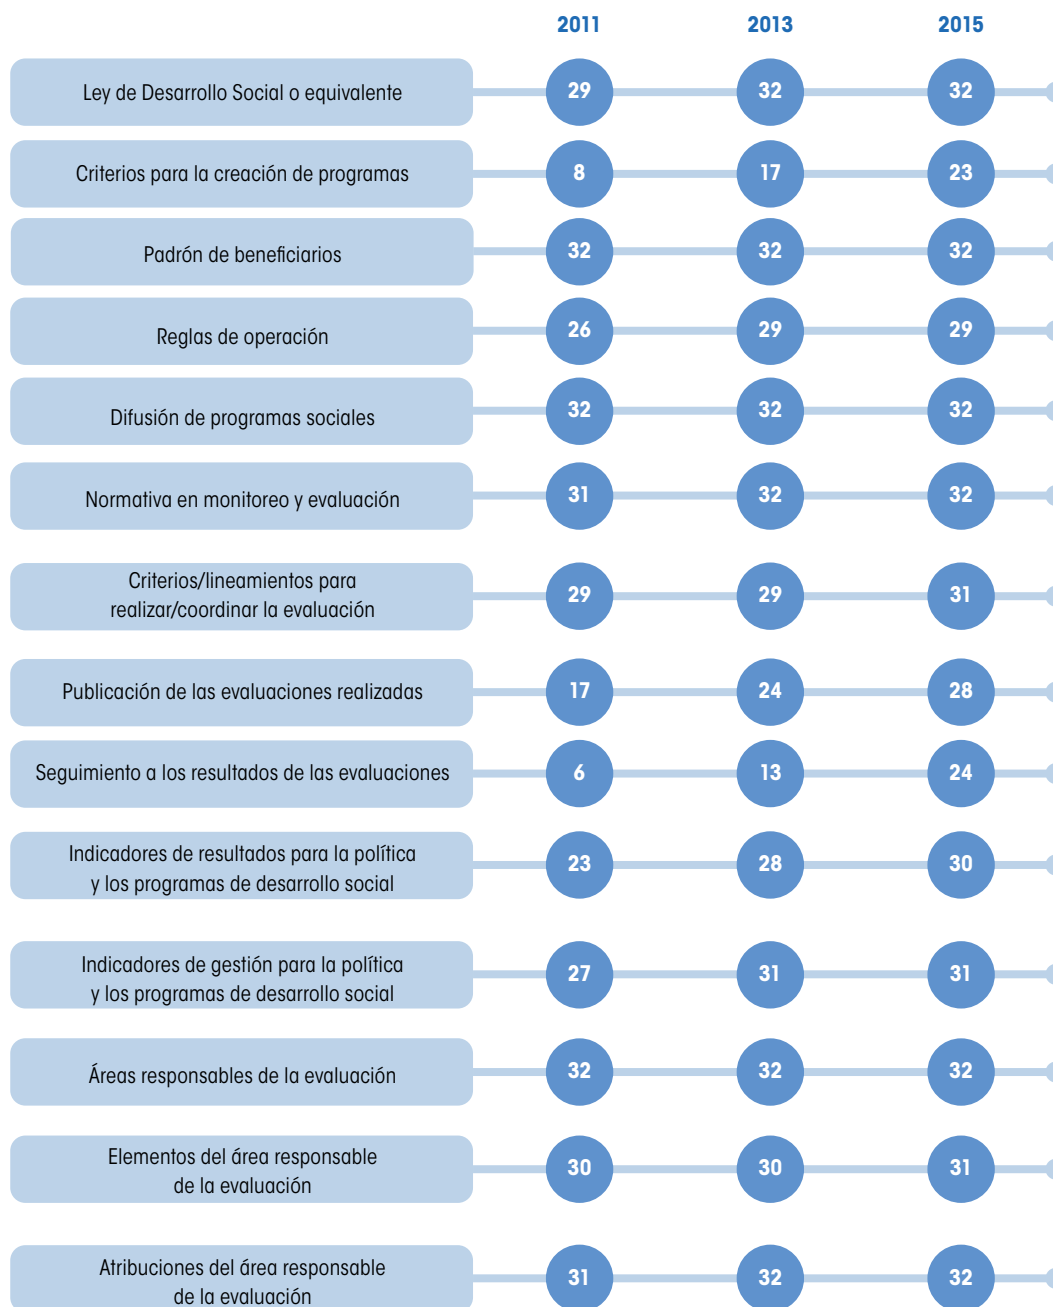 2011 2013 2015
Ley de Desarrollo Social o equivalente 29 32 32
Criterios para la creación de programas 8 17 23
Padrón de beneficiarios 32 32 32
Reglas de operación 26 29 29
Difusión de programas sociales 32 32 32
Normativa en monitoreo y evaluación 31 32 32
Criterios/lineamientos para
realizar/coordinar la evaluación 29 29 31
Publicación de las evaluaciones realizadas 17 24 28
Seguimiento a los resultados de las evaluaciones 6 13 24
Indicadores de resultados para la política
y los programas de desarrollo social 23 28 30
Indicadores de gestión para la política
y los programas de desarrollo social 27 31 31
Áreas responsables de la evaluación 32 32 32
Elementos del área responsable
de la evaluación 30 30 31
Atribuciones del área responsable
de la evaluación 31 32 32